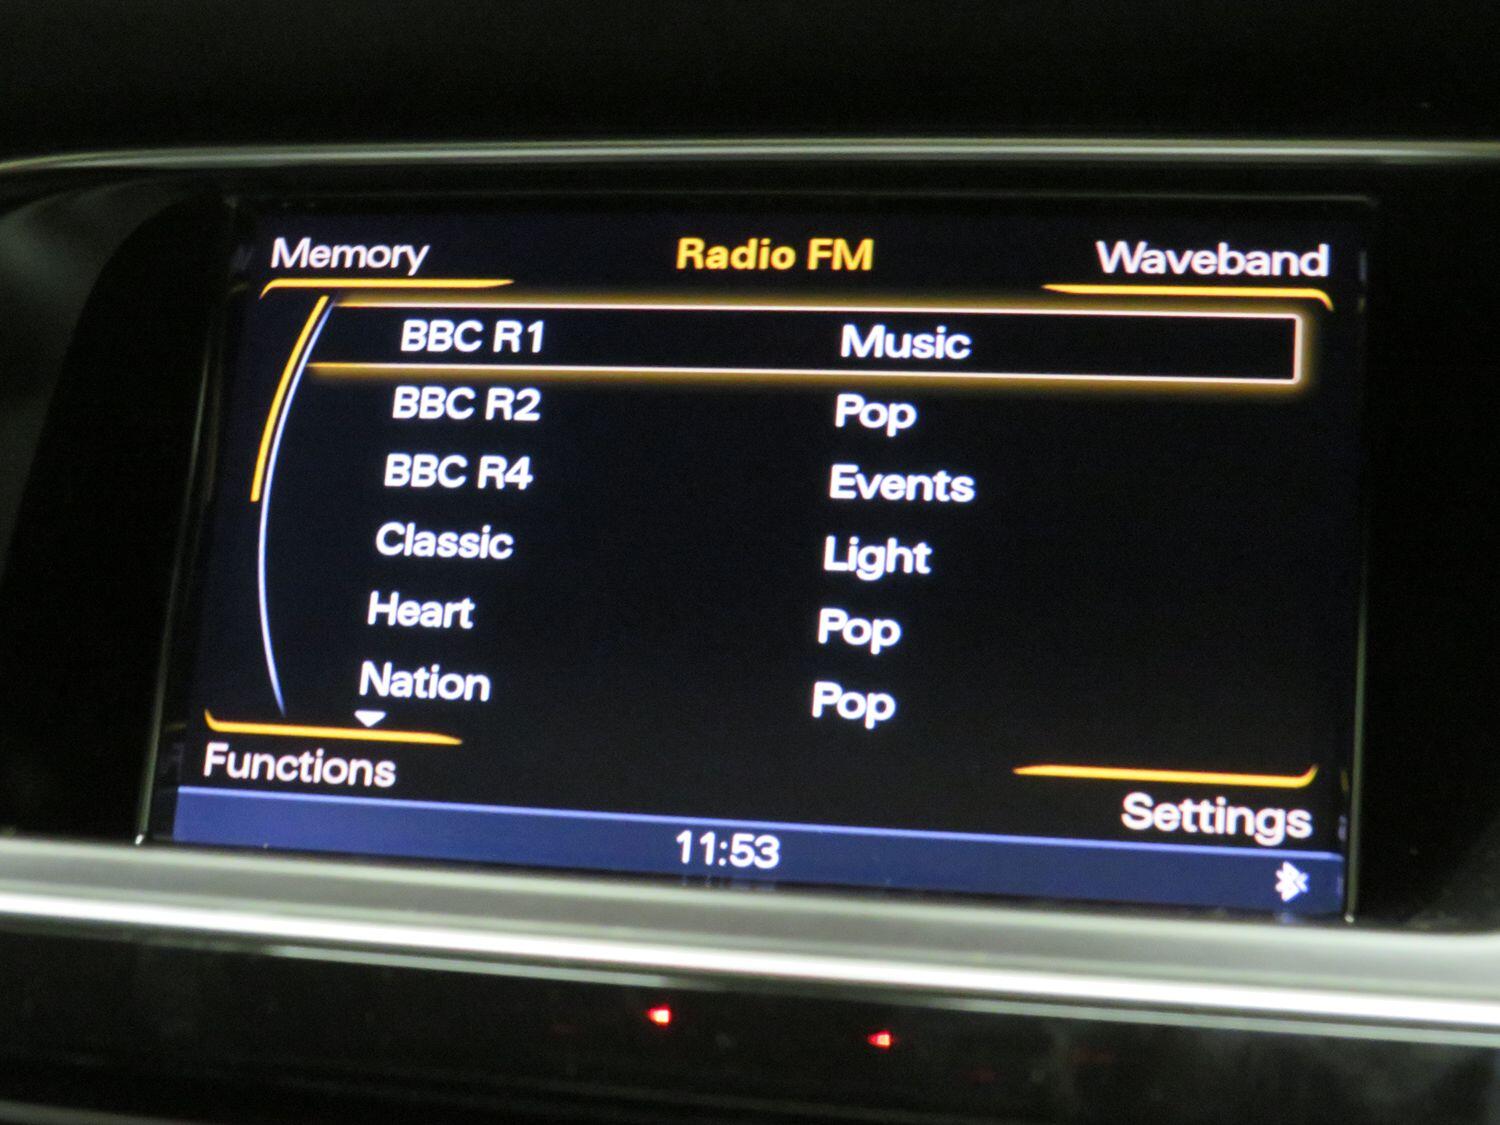 Memory Radio FM Waveband
BBC R1 Music
BBC R2 Pop
BBC R4 Events
Classic Light
Heart Pop
Nation Pop
Functions
Settings
11:53